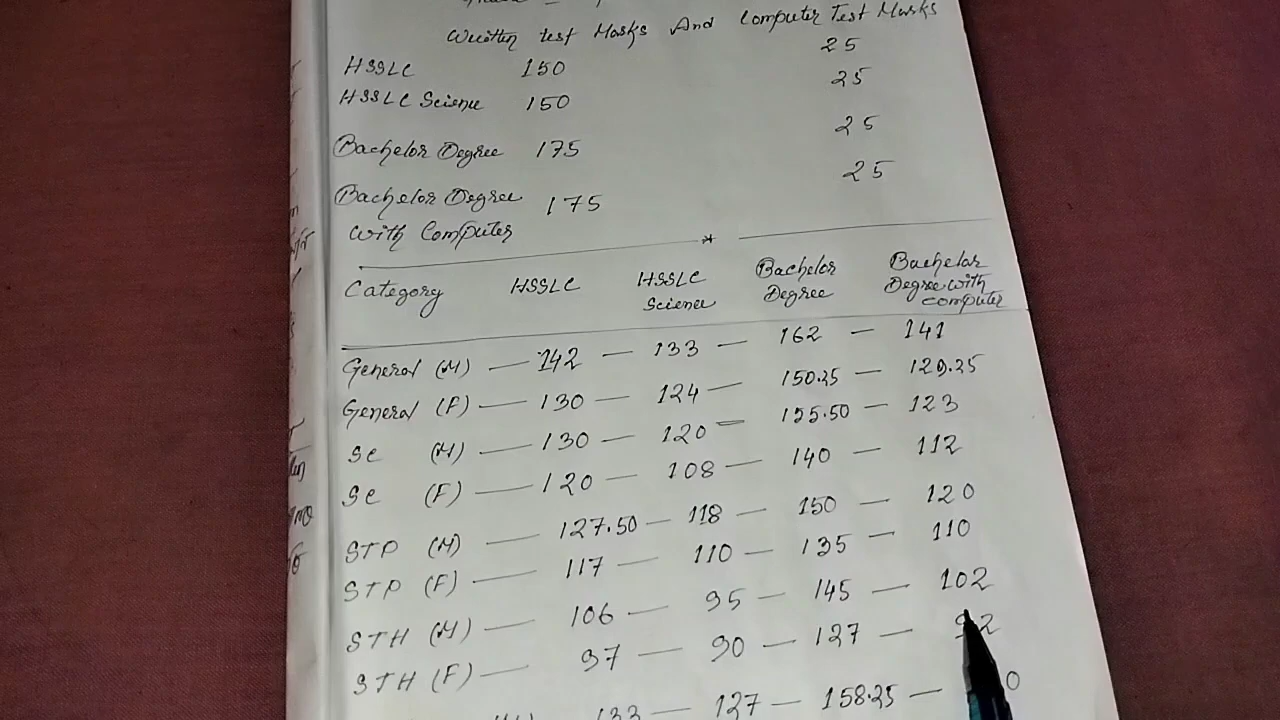 Written test Marks And Computer Test Marks
HSSLC 150 25
HSSLC Science 150 25
Bachelor Degree 175 25
Bachelor Degree 175 25
With Computer
Category HSSLC HSSLC Science Bachelor Degree Bachelor Degree with computer
General (M) — 142 — 133 — 162 — 141
General (F) — 130 — 124 — 150.25 — 129.25
SC (M) — 130 — 120 — 155.50 — 123
SC (F) — 120 — 108 — 140 — 112
STP (M) — 127.50 — 118 — 150 — 120
STP (F) — 117 — 110 — 135 — 110
STH (M) — 106 — 95 — 145 — 102
STH (F) — 97 — 90 — 127 — 92
133 — 127 — 158.25 —